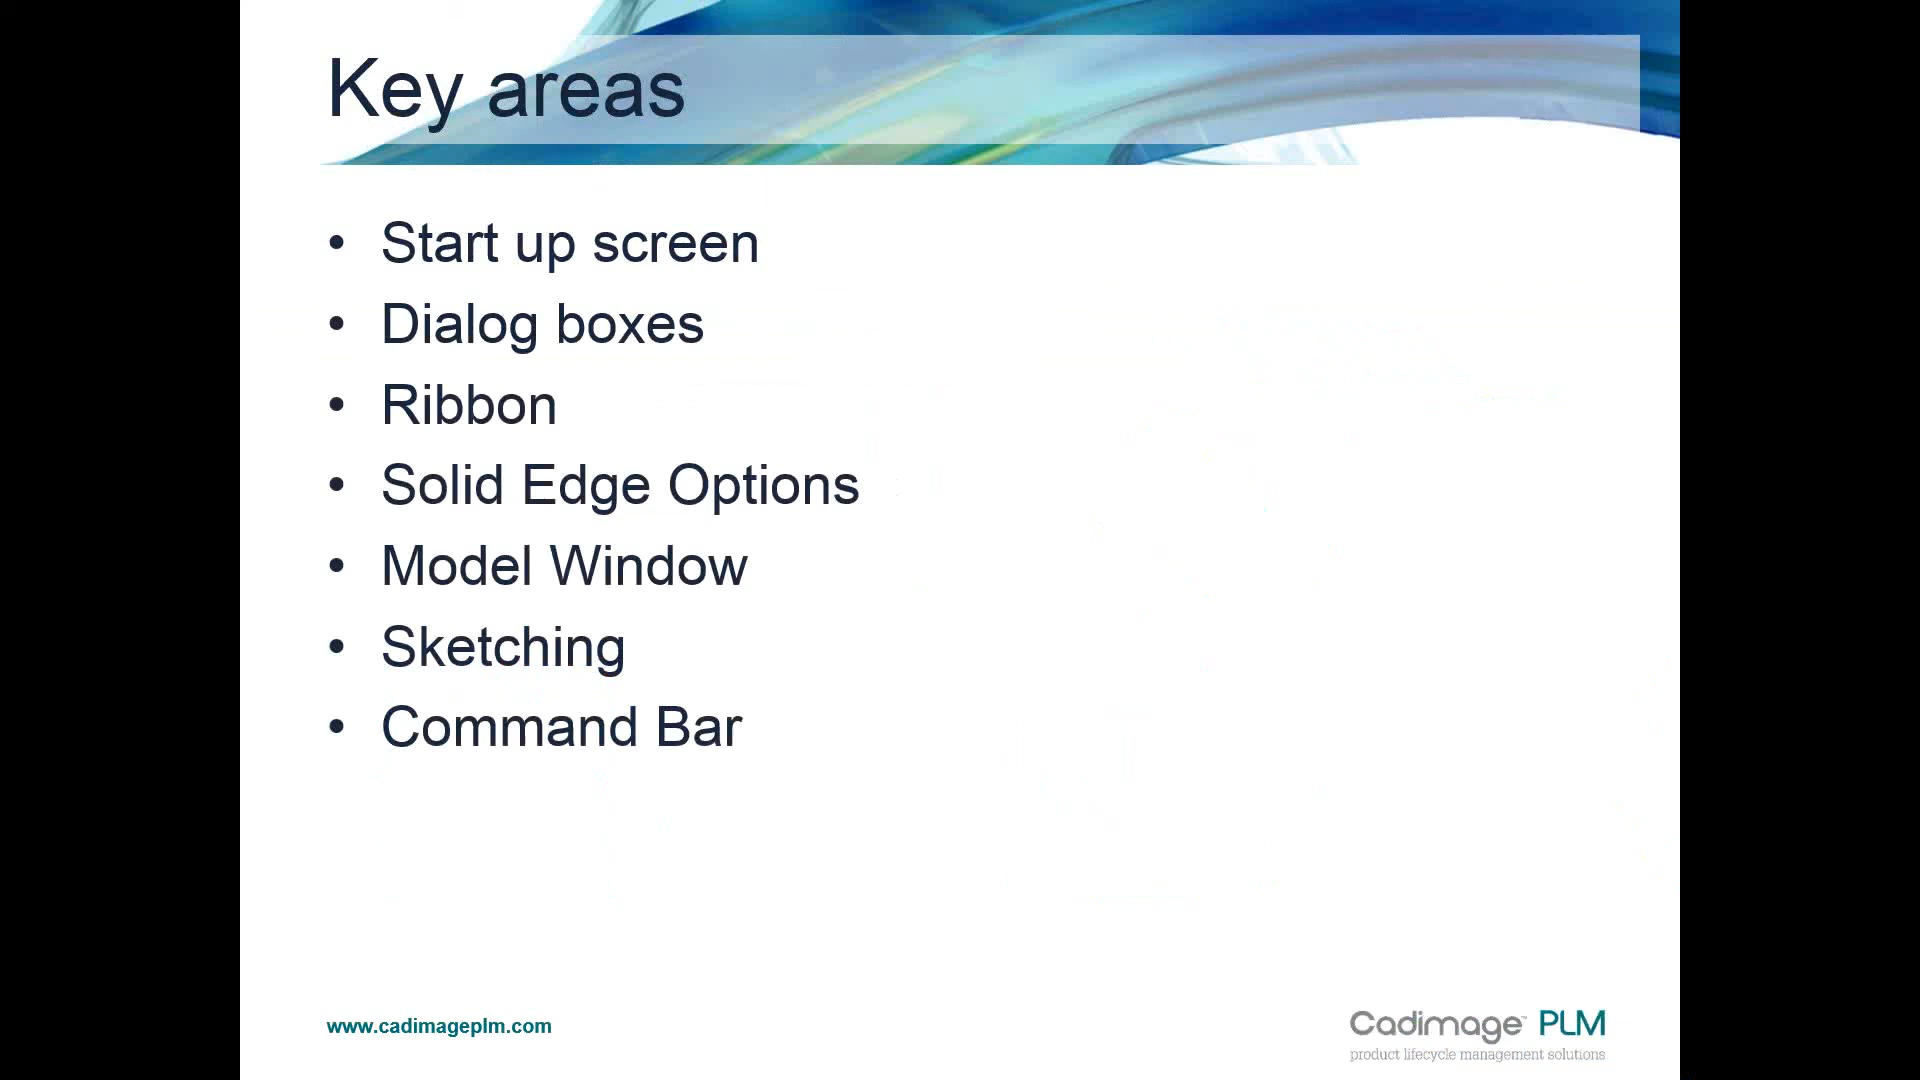 Key areas
• Start up screen
• Dialog boxes
• Ribbon
• Solid Edge Options
• Model Window
• Sketching
• Command Bar
www.cadimageplm.com
Cadimage™ PLM
product lifecycle management solutions